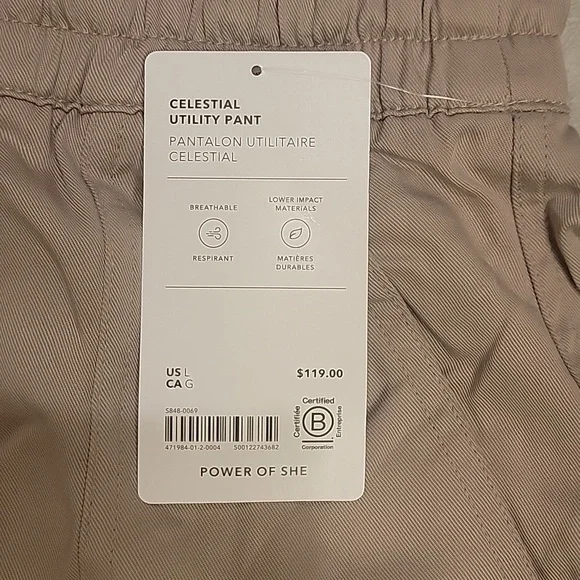 CELESTIAL
UTILITY PANT
PANTALON UTILITAIRE
CELESTIAL
BREATHABLE
RESPIRANT
LOWER IMPACT
MATERIALS
MATIÈRES
DURABLES
US L
CA G
$119.00
S848-0069
471984-01-2-0004 500122743682
Certified
Certifiée
B
Entreprise
Corporation
POWER OF SHE